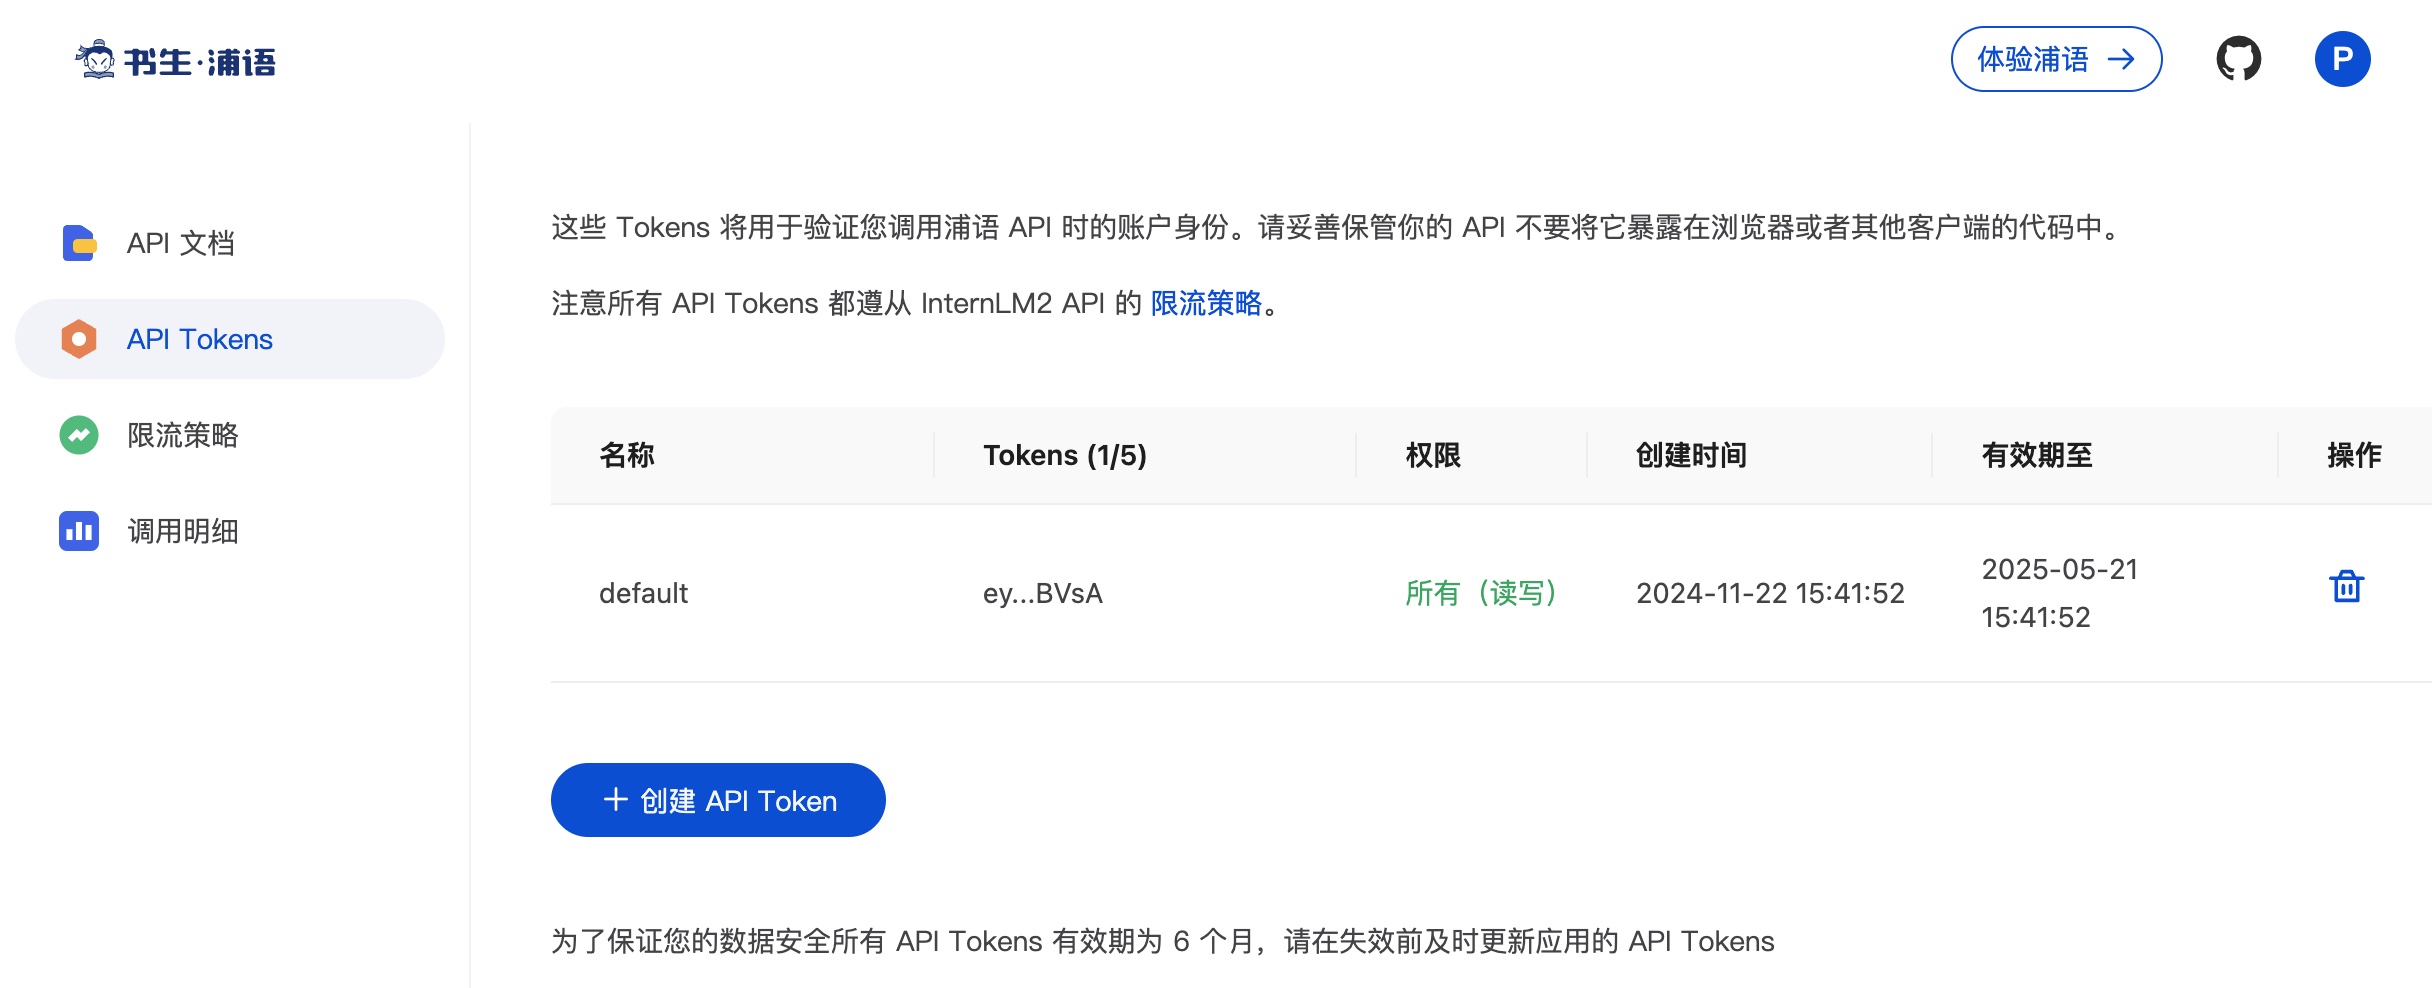 书生·浦语
体验浦语
P
API 文档
API Tokens
限流策略
调用明细
这些 Tokens 将用于验证您调用浦语 API 时的账户身份。请妥善保管你的 API 不要将它暴露在浏览器或者其他客户端的代码中。
注意所有 API Tokens 都遵从 InternLM2 API 的 限流策略。
名称 Tokens (1/5) 权限 创建时间 有效期至 操作
default ey...BVsA 所有（读写） 2024-11-22 15:41:52 2025-05-21
15:41:52
创建 API Token
为了保证您的数据安全所有 API Tokens 有效期为 6 个月，请在失效前及时更新应用的 API Tokens